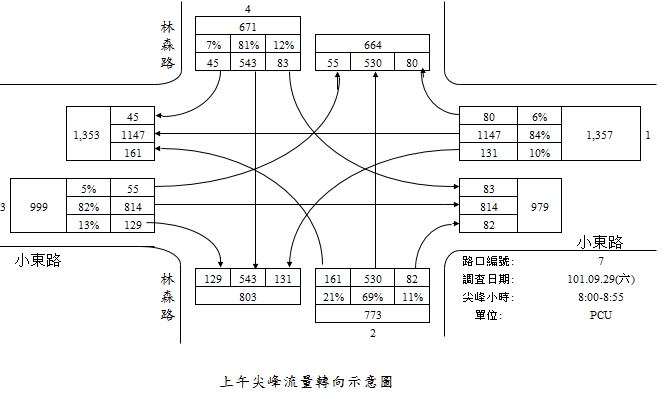 4
671
7% 81% 12%
45 543 83
林森路
664
55 530 80
1,353
45
1147
161
80 6%
1147 84%
131 10%
1,357
1
3
999
5% 55
82% 814
13% 129
83
814
82
979
小東路
小東路
林森路
129 543 131
803
161 530 82
21% 69% 11%
773
2
路口編號: 7
調查日期: 101.09.29(六)
尖峰小時: 8:00-8:55
單位: PCU
上午尖峰流量轉向示意圖